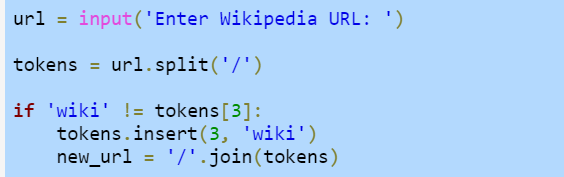 url = input('Enter Wikipedia URL: ')
tokens = url.split('/')
if 'wiki' != tokens[3]:
    tokens.insert(3, 'wiki')
    new_url = '/'.join(tokens)